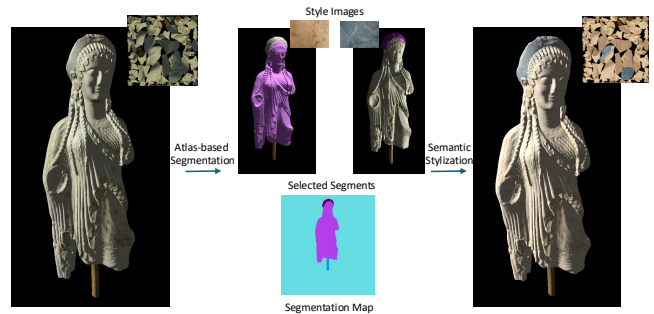 Style Images
Atlas-based
Segmentation
Semantic
Stylization
Selected Segments
Segmentation Map